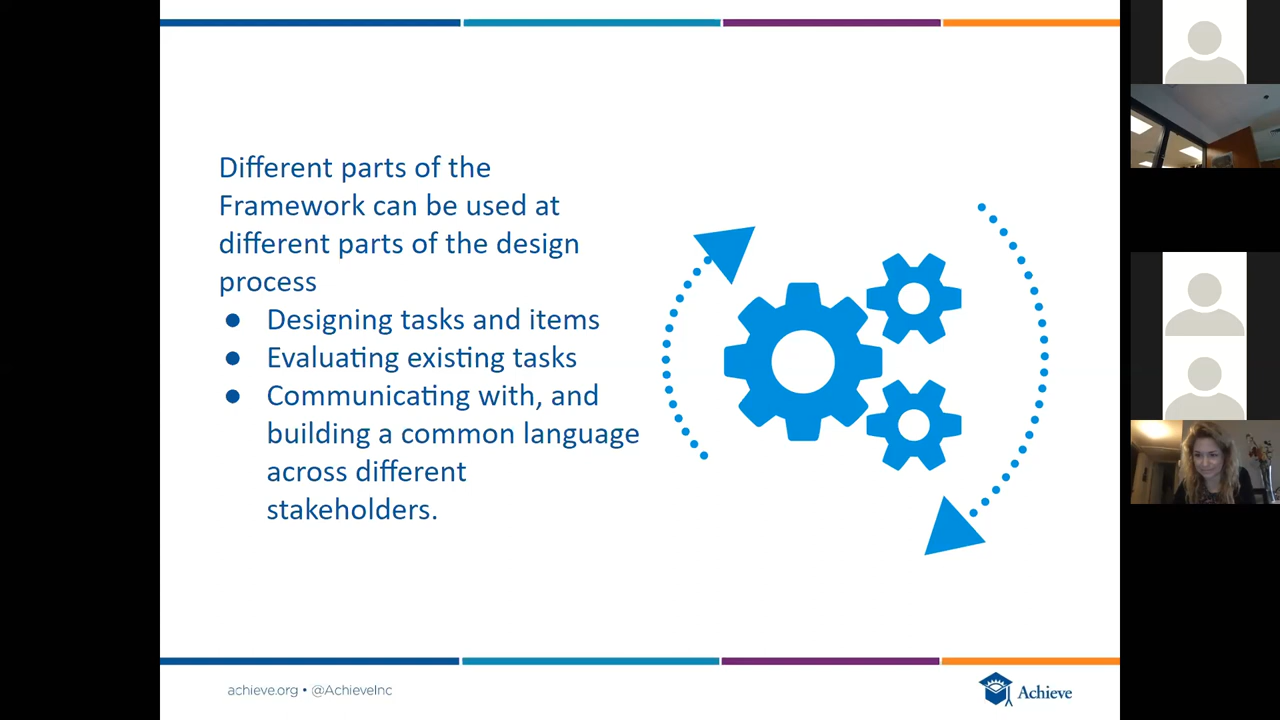 Different parts of the
Framework can be used at
different parts of the design
process
● Designing tasks and items
● Evaluating existing tasks
● Communicating with, and
building a common language
across different
stakeholders.
achieve.org • @AchieveInc
Achieve